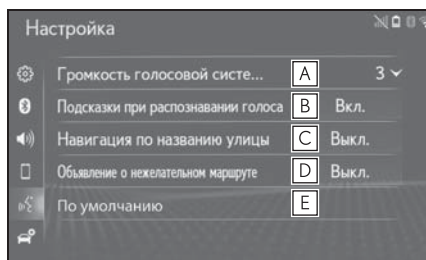 Настройка
Громкость голосовой систе... A 3
Подсказки при распознавании голоса B Вкл.
Навигация по названию улицы C Выкл.
Объявление о нежелательном маршруте D Выкл.
По умолчанию E